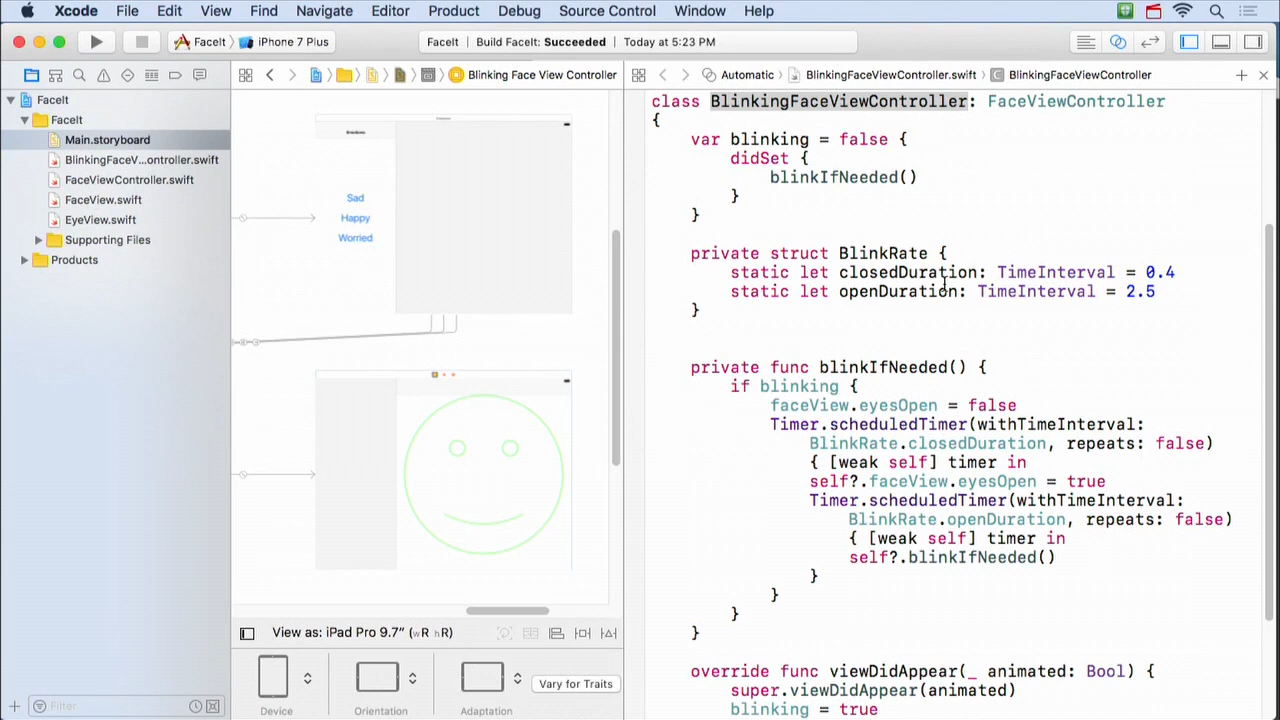 Xcode File Edit View Find Navigate Editor Product Debug Source Control Window Help
FaceIt iPhone 7 Plus
FaceIt Build FaceIt: Succeeded Today at 5:23 PM
Blinking Face View Controller
Automatic BlinkingFaceViewController.swift BlinkingFaceViewController
FaceIt
FaceIt
Main.storyboard
BlinkingFaceV...ontroller.swift
FaceViewController.swift
FaceView.swift
EyeView.swift
Supporting Files
Products
Filter
Emotions
Sad
Happy
Worried
View as: iPad Pro 9.7” (wR hR)
Device
Orientation
Adaptation
Vary for Traits
class BlinkingFaceViewController: FaceViewController
{
var blinking = false {
didSet {
blinkIfNeeded()
}
}
private struct BlinkRate {
static let closedDuration: TimeInterval = 0.4
static let openDuration: TimeInterval = 2.5
}
private func blinkIfNeeded() {
if blinking {
faceView.eyesOpen = false
Timer.scheduledTimer(withTimeInterval:
BlinkRate.closedDuration, repeats: false)
{ [weak self] timer in
self?.faceView.eyesOpen = true
Timer.scheduledTimer(withTimeInterval:
BlinkRate.openDuration, repeats: false)
{ [weak self] timer in
self?.blinkIfNeeded()
}
}
}
}
override func viewDidAppear(_ animated: Bool) {
super.viewDidAppear(animated)
blinking = true